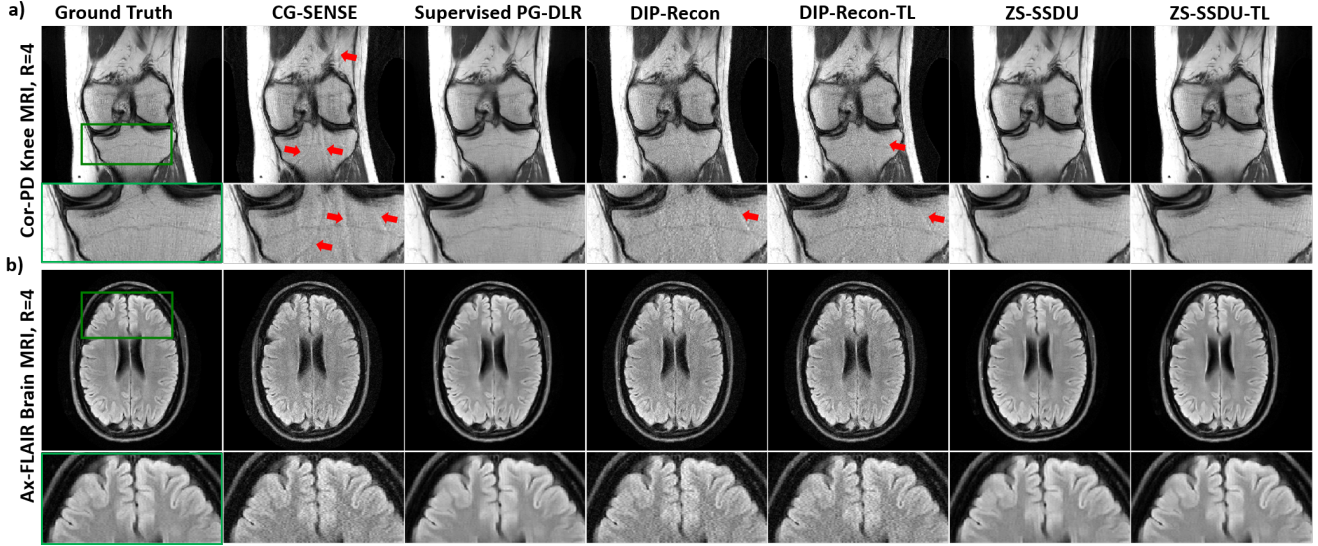 a)
Ground Truth
CG-SENSE
Supervised PG-DLR
DIP-Recon
DIP-Recon-TL
ZS-SSDU
ZS-SSDU-TL
Cor-PD Knee MRI, R=4
b)
Ax-FLAIR Brain MRI, R=4